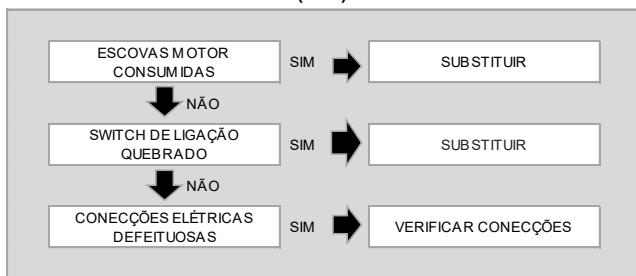 ESCOVAS MOTOR
CONSUMIDAS
SIM
SUBSTITUIR
NÃO
SWITCH DE LIGAÇÃO
QUEBRADO
SIM
SUBSTITUIR
NÃO
CONECÇÕES ELÉTRICAS
DEFEITUOSAS
SIM
VERIFICAR CONECÇÕES